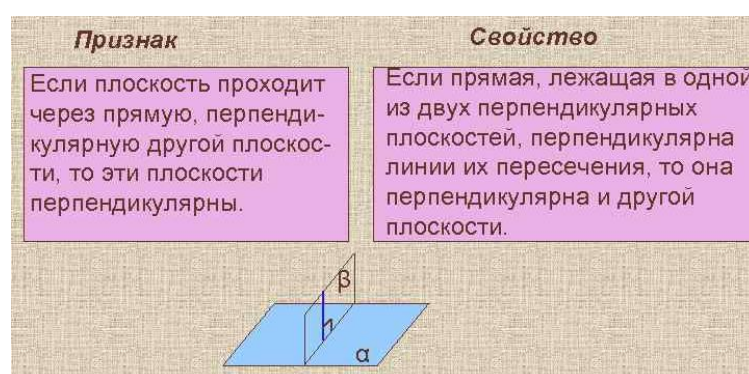 Признак
Если плоскость проходит
через прямую, перпенди-
кулярную другой плоскос-
ти, то эти плоскости
перпендикулярны.
Свойство
Если прямая, лежащая в одной
из двух перпендикулярных
плоскостей, перпендикулярна
линии их пересечения, то она
перпендикулярна и другой
плоскости.
β
α